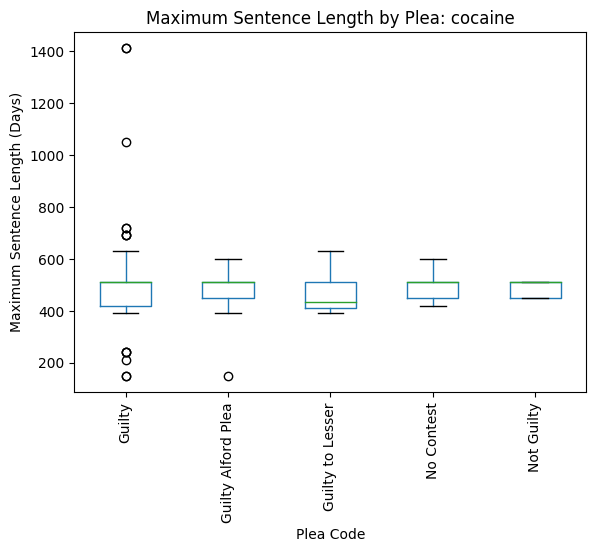 Maximum Sentence Length by Plea: cocaine
Maximum Sentence Length (Days)
1400
1200
1000
800
600
400
200
Guilty
Guilty Alford Plea
Guilty to Lesser
No Contest
Not Guilty
Plea Code